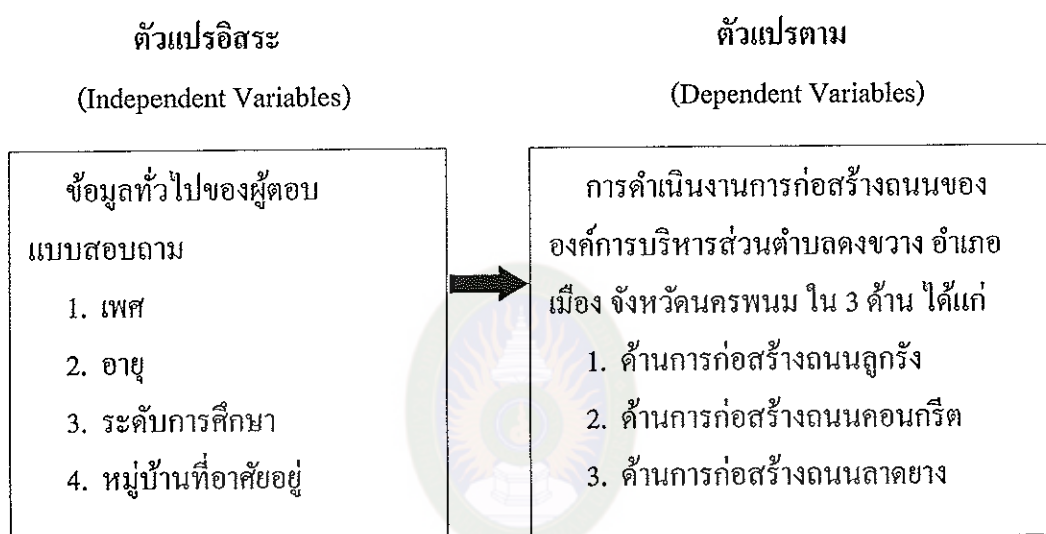 ตัวแปรอิสระ
(Independent Variables)
ข้อมูลทั่วไปของผู้ตอบ
แบบสอบถาม
1. เพศ
2. อายุ
3. ระดับการศึกษา
4. หมู่บ้านที่อาศัยอยู่
ตัวแปรตาม
(Dependent Variables)
การดำเนินงานการก่อสร้างถนนของ
องค์การบริหารส่วนตำบลดงขวาง อำเภอ
เมือง จังหวัดนครพนม ใน 3 ด้าน ได้แก่
1. ด้านการก่อสร้างถนนลูกรัง
2. ด้านการก่อสร้างถนนคอนกรีต
3. ด้านการก่อสร้างถนนลาดยาง